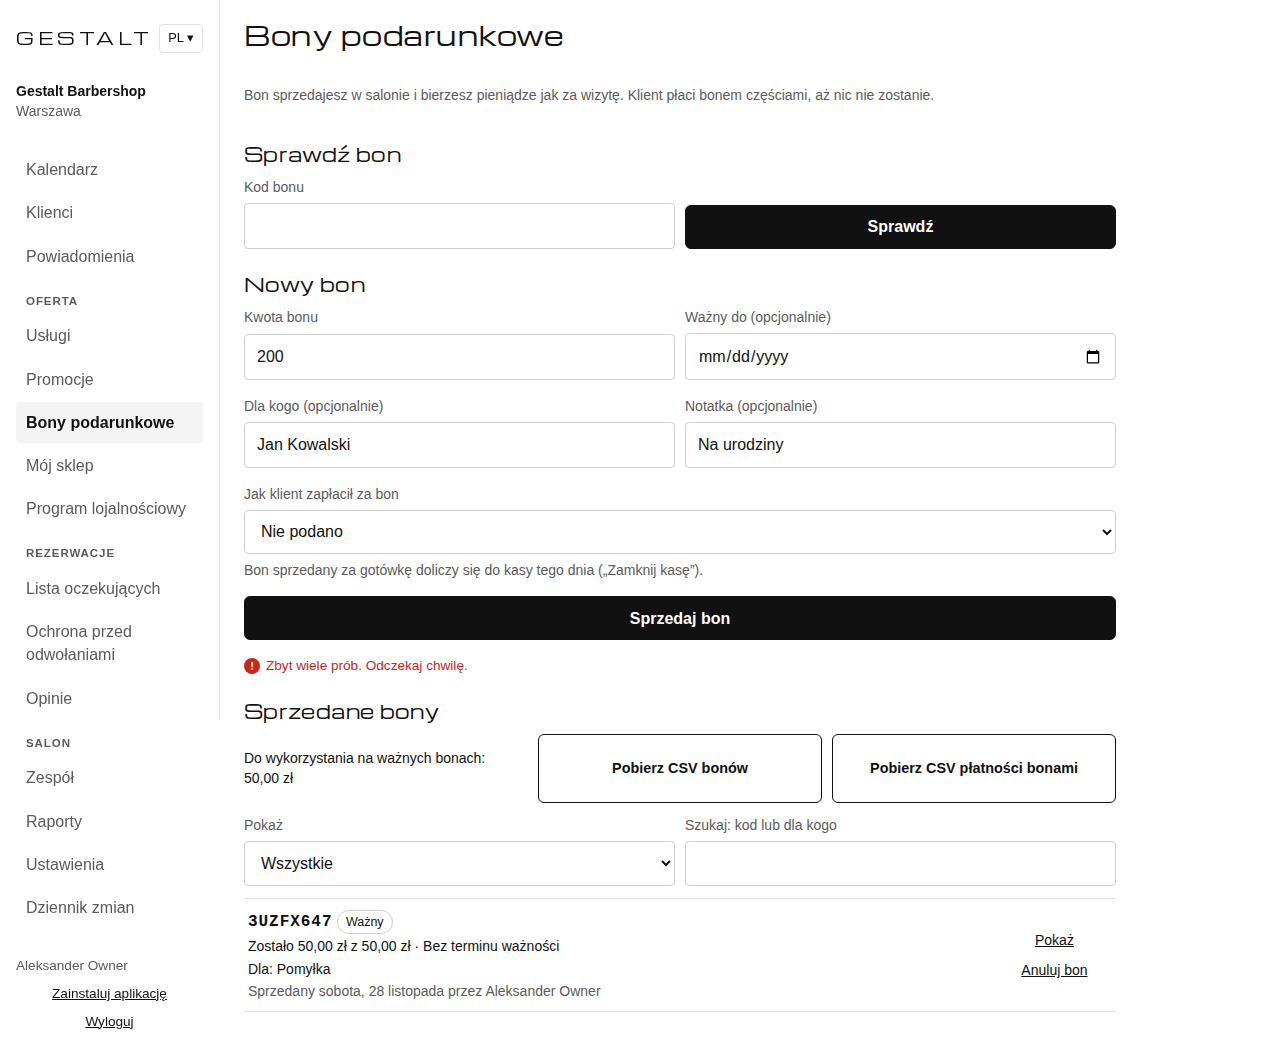 GESTALT
PL ▾
Gestalt Barbershop
Warszawa
Kalendarz
Klienci
Powiadomienia
OFERTA
Usługi
Promocje
Bony podarunkowe
Mój sklep
Program lojalnościowy
REZERWACJE
Lista oczekujących
Ochrona przed
odwołaniami
Opinie
SALON
Zespół
Raporty
Ustawienia
Dziennik zmian
Aleksander Owner
Zainstaluj aplikację
Wyloguj
Bony podarunkowe
Bon sprzedajesz w salonie i bierzesz pieniądze jak za wizytę. Klient płaci bonem częściami, aż nic nie zostanie.
Sprawdź bon
Kod bonu
Sprawdź
Nowy bon
Kwota bonu
Ważny do (opcjonalnie)
200
mm/dd/yyyy
Dla kogo (opcjonalnie)
Notatka (opcjonalnie)
Jan Kowalski
Na urodziny
Jak klient zapłacił za bon
Nie podano
Bon sprzedany za gotówkę doliczy się do kasy tego dnia („Zamknij kasę”).
Sprzedaj bon
! Zbyt wiele prób. Odczekaj chwilę.
Sprzedane bony
Do wykorzystania na ważnych bonach:
50,00 zł
Pobierz CSV bonów
Pobierz CSV płatności bonami
Pokaż
Szukaj: kod lub dla kogo
Wszystkie
3UZFX647 Ważny
Zostało 50,00 zł z 50,00 zł · Bez terminu ważności
Dla: Pomyłka
Sprzedany sobota, 28 listopada przez Aleksander Owner
Pokaż
Anuluj bon